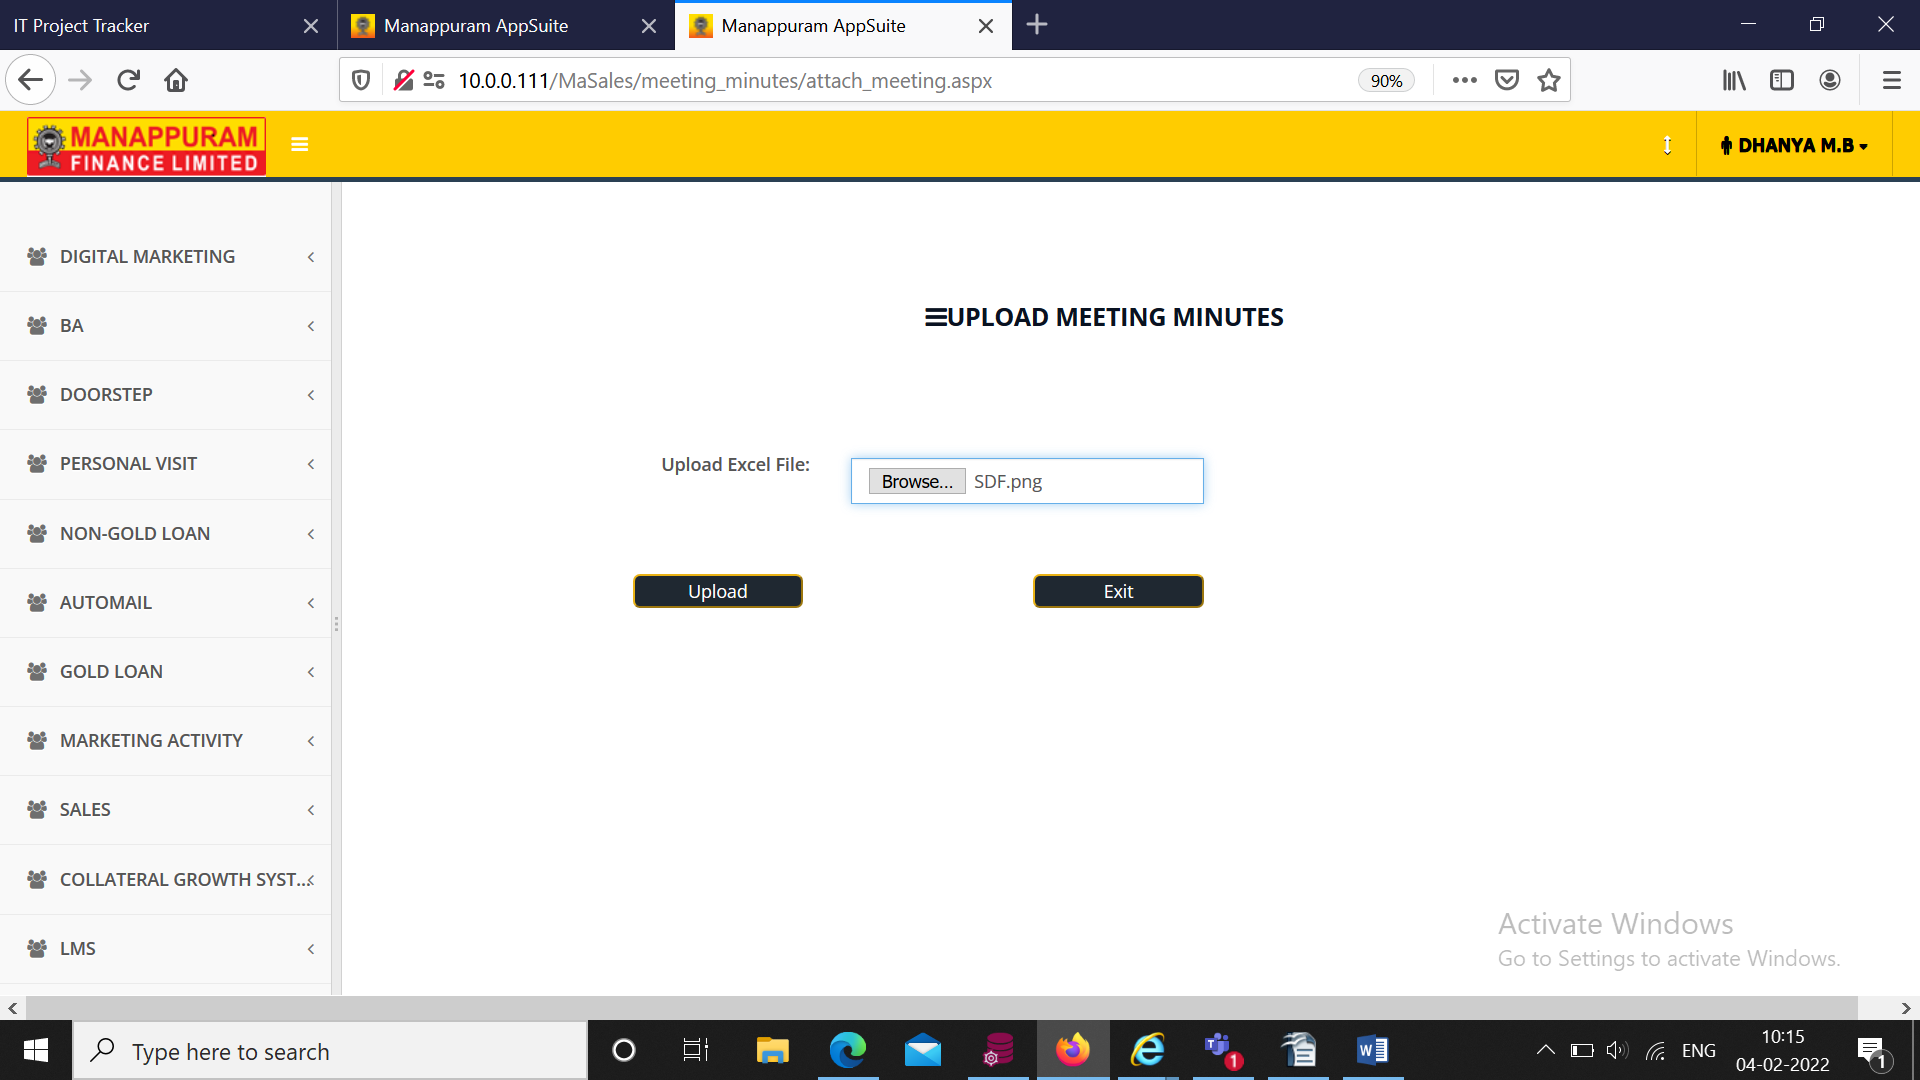 IT Project Tracker
Manappuram AppSuite
Manappuram AppSuite
10.0.0.111/MaSales/meeting_minutes/attach_meeting.aspx
90%
MANAPPURAM
FINANCE LIMITED
DHANYA M.B
DIGITAL MARKETING
BA
DOORSTEP
PERSONAL VISIT
NON-GOLD LOAN
AUTOMAIL
GOLD LOAN
MARKETING ACTIVITY
SALES
COLLATERAL GROWTH SYST...
LMS
UPLOAD MEETING MINUTES
Upload Excel File:
Browse... SDF.png
Upload
Exit
Activate Windows
Go to Settings to activate Windows.
Type here to search
1
ENG
10:15
04-02-2022
1